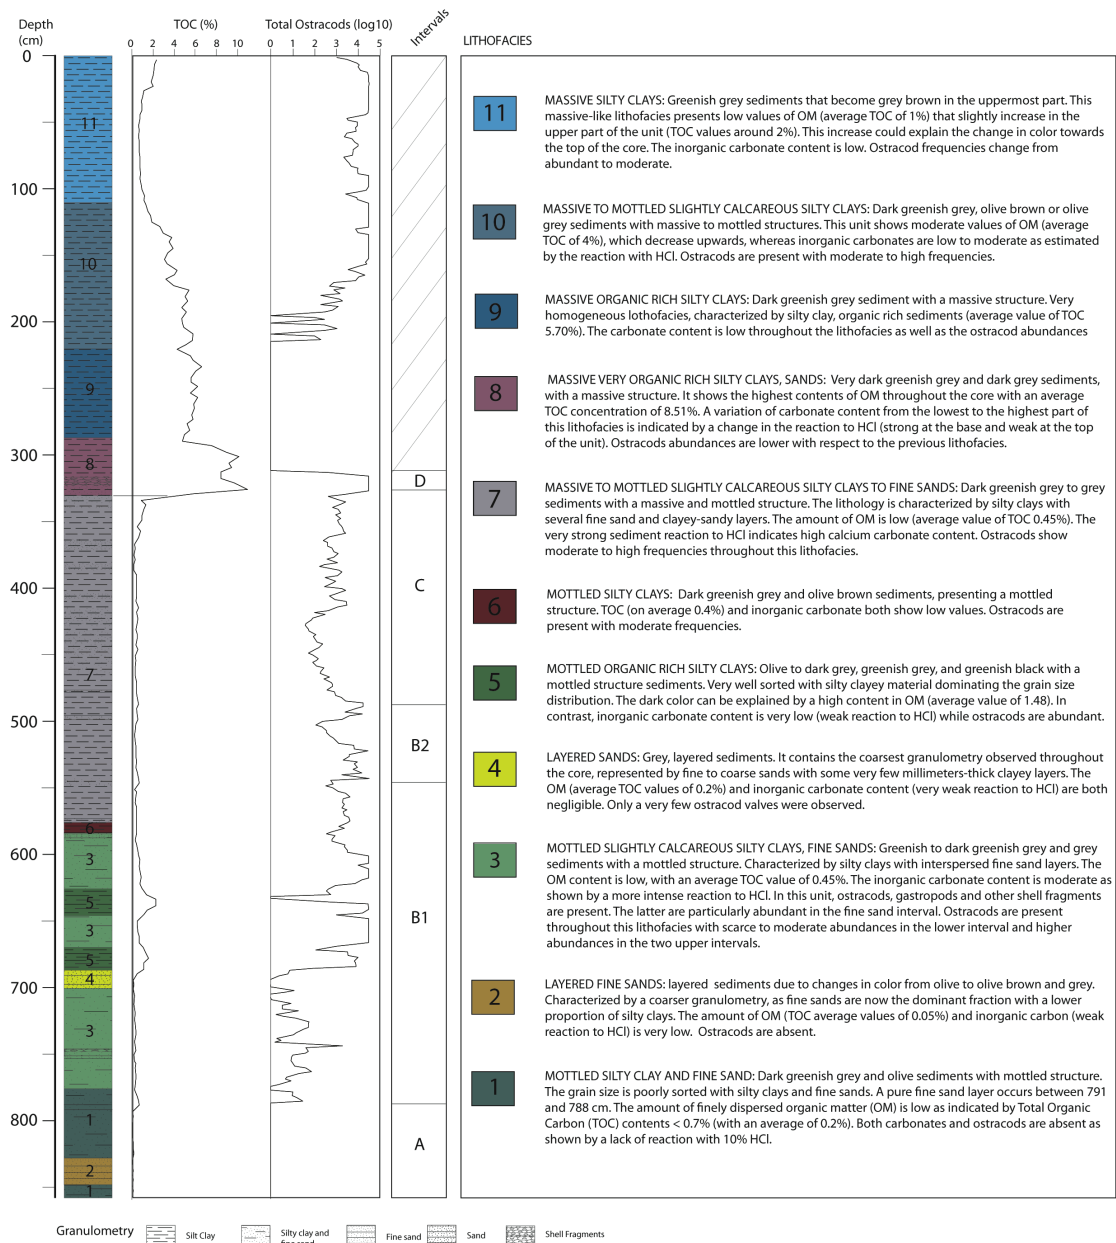 Depth
(cm)
TOC (%)
Total Ostracods (log10)
Intervals
LITHOFACIES
0 2 4 6 8 10
0 1 2 3 4 5
0
100
200
300
400
500
600
700
800
11
10
9
8
7
6
3
5
3
5
4
3
1
2
1
D
C
B2
B1
A
11
MASSIVE SILTY CLAYS: Greenish grey sediments that become grey brown in the uppermost part. This
massive-like lithofacies presents low values of OM (average TOC of 1%) that slightly increase in the
upper part of the unit (TOC values around 2%). This increase could explain the change in color towards
the top of the core. The inorganic carbonate content is low. Ostracod frequencies change from
abundant to moderate.
10
MASSIVE TO MOTTLED SLIGHTLY CALCAREOUS SILTY CLAYS: Dark greenish grey, olive brown or olive
grey sediments with massive to mottled structures. This unit shows moderate values of OM (average
TOC of 4%), which decrease upwards, whereas inorganic carbonates are low to moderate as estimated
by the reaction with HCl. Ostracods are present with moderate to high frequencies.
9
MASSIVE ORGANIC RICH SILTY CLAYS: Dark greenish grey sediment with a massive structure. Very
homogeneous lothofacies, characterized by silty clay, organic rich sediments (average value of TOC
5.70%). The carbonate content is low throughout the lithofacies as well as the ostracod abundances
8
MASSIVE VERY ORGANIC RICH SILTY CLAYS, SANDS: Very dark greenish grey and dark grey sediments,
with a massive structure. It shows the highest contents of OM throughout the core with an average
TOC concentration of 8.51%. A variation of carbonate content from the lowest to the highest part of
this lithofacies is indicated by a change in the reaction to HCl (strong at the base and weak at the top
of the unit). Ostracods abundances are lower with respect to the previous lithofacies.
7
MASSIVE TO MOTTLED SLIGHTLY CALCAREOUS SILTY CLAYS TO FINE SANDS: Dark greenish grey to grey
sediments with a massive and mottled structure. The lithology is characterized by silty clays with
several fine sand and clayey-sandy layers. The amount of OM is low (average value of TOC 0.45%). The
very strong sediment reaction to HCl indicates high calcium carbonate content. Ostracods show
moderate to high frequencies throughout this lithofacies.
6
MOTTLED SILTY CLAYS: Dark greenish grey and olive brown sediments, presenting a mottled
structure. TOC (on average 0.4%) and inorganic carbonate both show low values. Ostracods are
present with moderate frequencies.
5
MOTTLED ORGANIC RICH SILTY CLAYS: Olive to dark grey, greenish grey, and greenish black with a
mottled structure sediments. Very well sorted with silty clayey material dominating the grain size
distribution. The dark color can be explained by a high content in OM (average value of 1.48). In
contrast, inorganic carbonate content is very low (weak reaction to HCl) while ostracods are abundant.
4
LAYERED SANDS: Grey, layered sediments. It contains the coarsest granulometry observed throughout
the core, represented by fine to coarse sands with some very few millimeters-thick clayey layers. The
OM (average TOC values of 0.2%) and inorganic carbonate content (very weak reaction to HCl) are both
negligible. Only a very few ostracod valves were observed.
3
MOTTLED SLIGHTLY CALCAREOUS SILTY CLAYS, FINE SANDS: Greenish to dark greenish grey and grey
sediments with a mottled structure. Characterized by silty clays with interspersed fine sand layers. The
OM content is low, with an average TOC value of 0.45%. The inorganic carbonate content is moderate as
shown by a more intense reaction to HCl. In this unit, ostracods, gastropods and other shell fragments
are present. The latter are particularly abundant in the fine sand interval. Ostracods are present
throughout this lithofacies with scarce to moderate abundances in the lower interval and higher
abundances in the two upper intervals.
2
LAYERED FINE SANDS: layered sediments due to changes in color from olive to olive brown and grey.
Characterized by a coarser granulometry, as fine sands are now the dominant fraction with a lower
proportion of silty clays. The amount of OM (TOC average values of 0.05%) and inorganic carbon (weak
reaction to HCl) is very low. Ostracods are absent.
1
MOTTLED SILTY CLAY AND FINE SAND: Dark greenish grey and olive sediments with mottled structure.
The grain size is poorly sorted with silty clays and fine sands. A pure fine sand layer occurs between 791
and 788 cm. The amount of finely dispersed organic matter (OM) is low as indicated by Total Organic
Carbon (TOC) contents < 0.7% (with an average of 0.2%). Both carbonates and ostracods are absent as
shown by a lack of reaction with 10% HCl.
Granulometry
Silt Clay
Silty clay and
fine sand
Fine sand
Sand
Shell Fragments